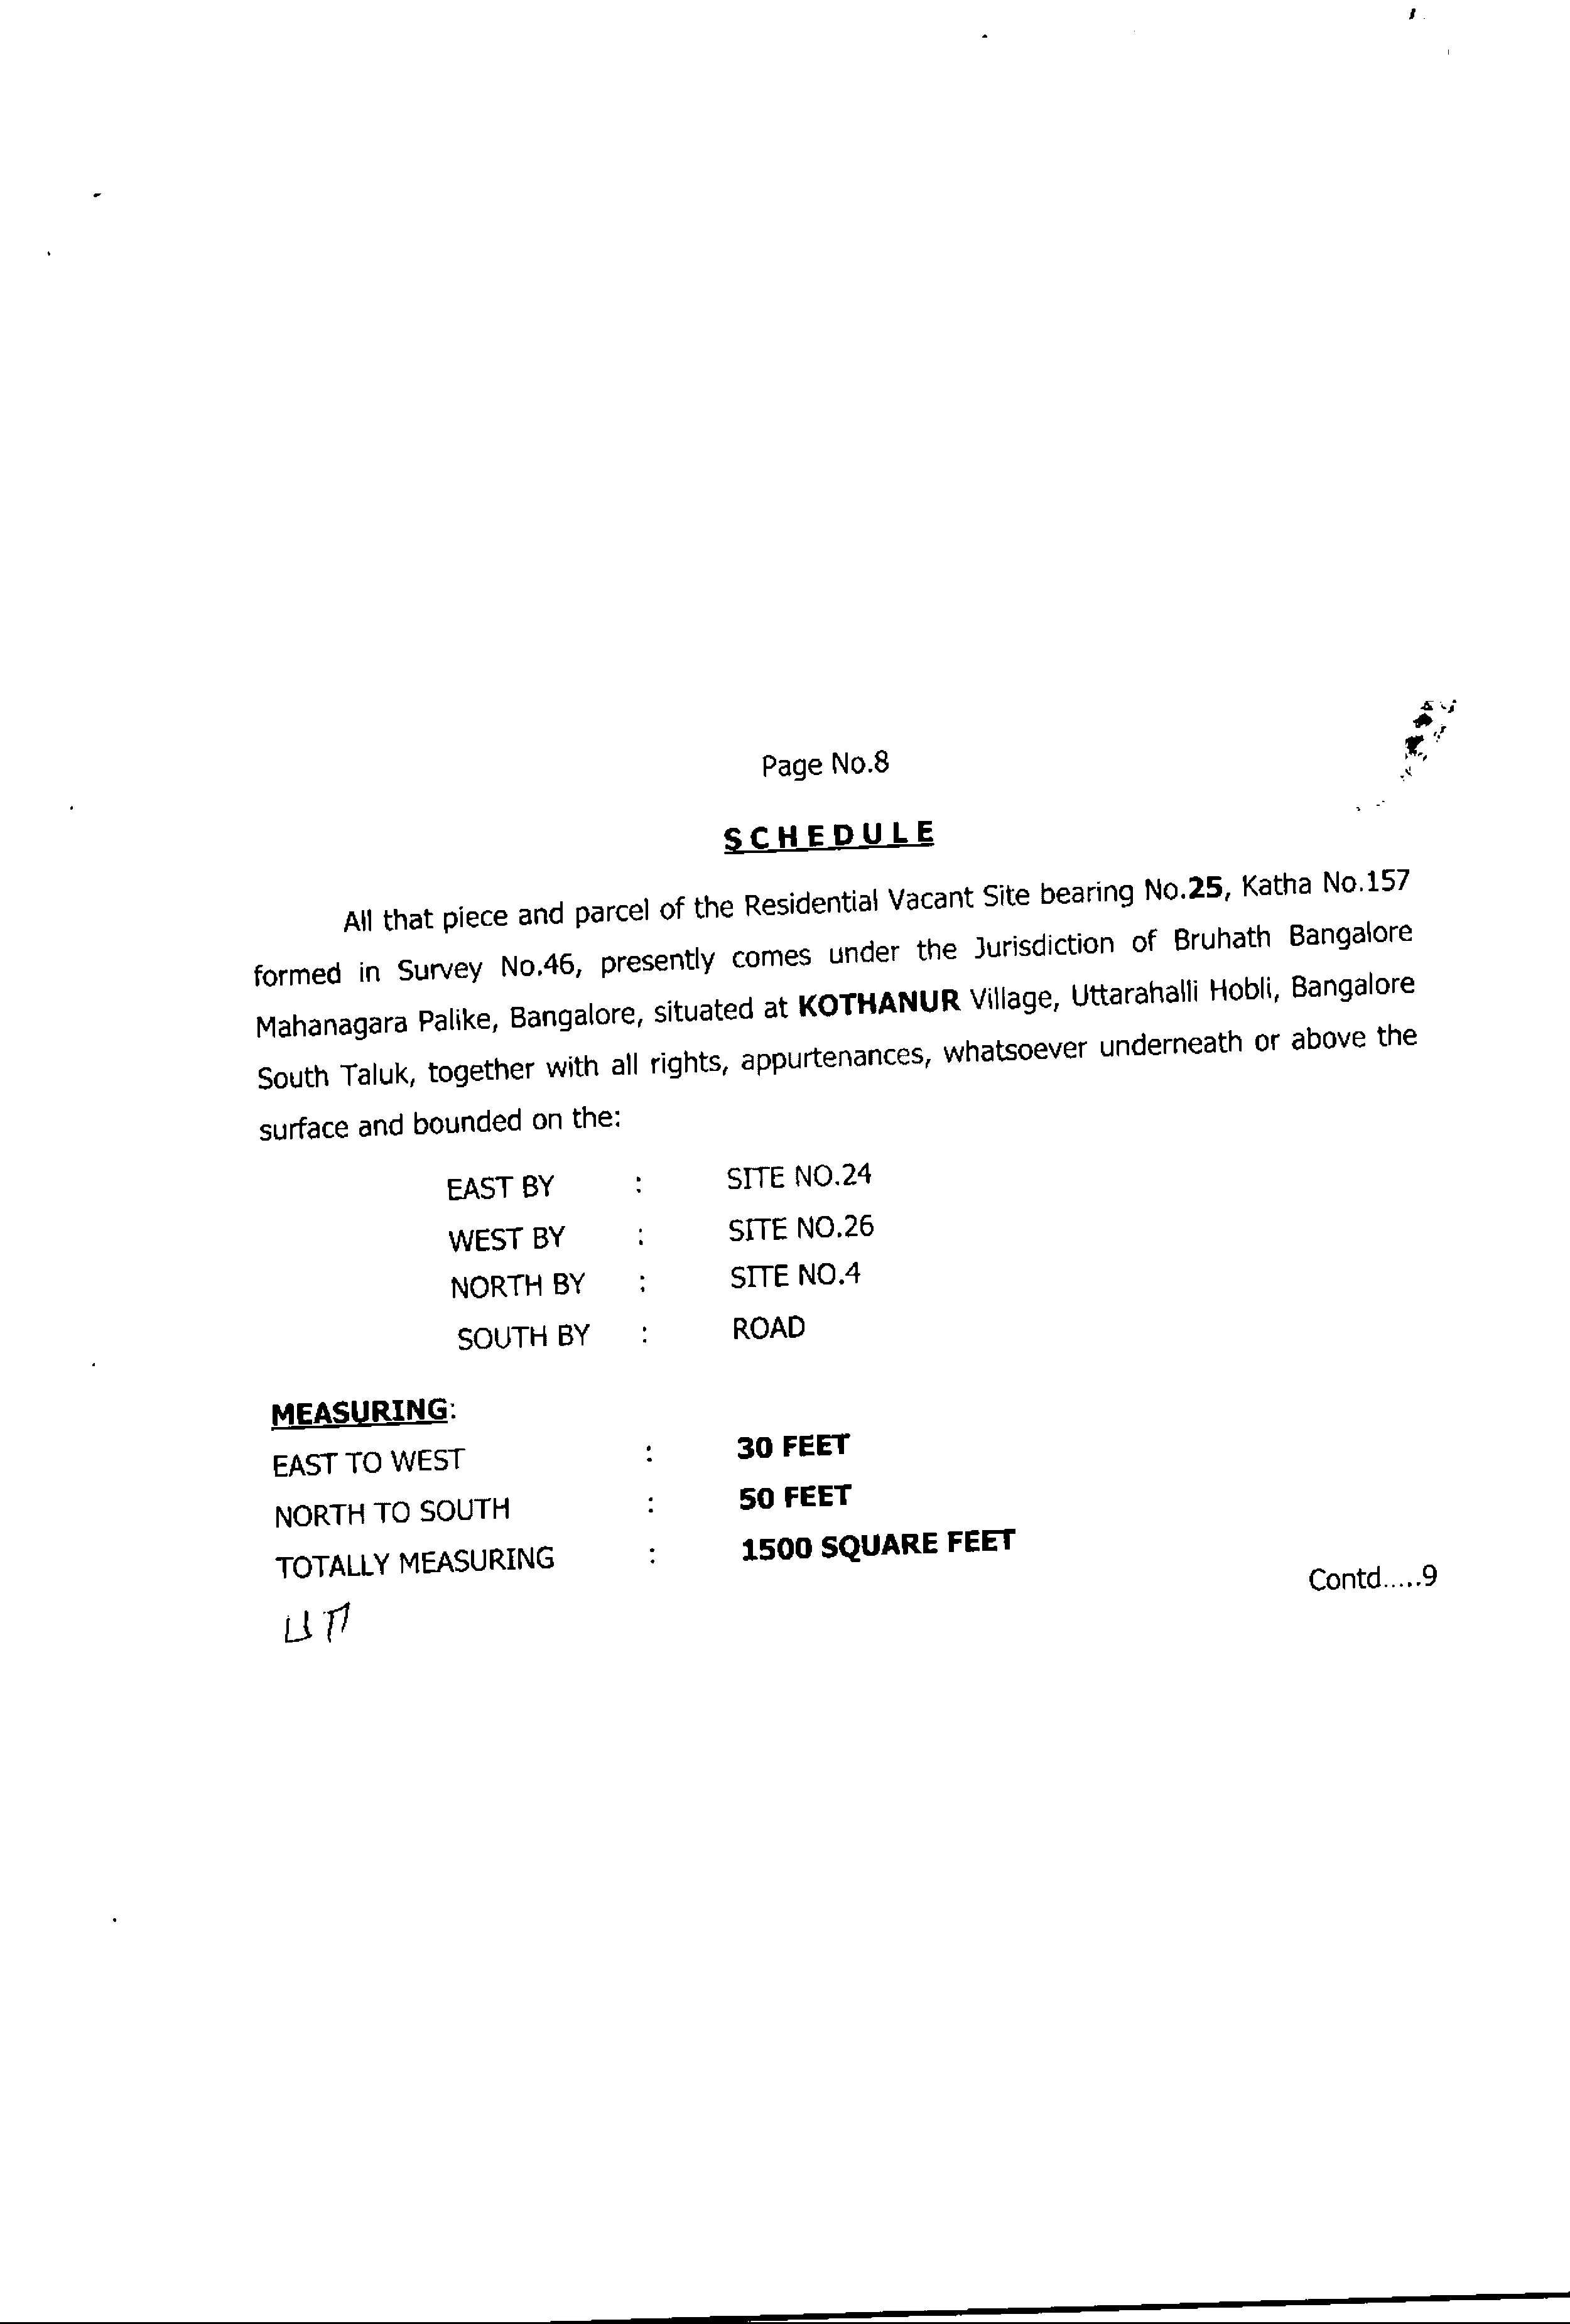 Page No.8
SCHEDULE
All that piece and parcel of the Residential Vacant Site bearing No.25, Katha No.157
formed in Survey No.46, presently comes under the Jurisdiction of Bruhath Bangalore
Mahanagara Palike, Bangalore, situated at KOTHANUR Village, Uttarahalli Hobli, Bangalore
South Taluk, together with all rights, appurtenances, whatsoever underneath or above the
surface and bounded on the:
EAST BY : SITE NO.24
WEST BY : SITE NO.26
NORTH BY : SITE NO.4
SOUTH BY : ROAD
MEASURING:
EAST TO WEST : 30 FEET
NORTH TO SOUTH : 50 FEET
TOTALLY MEASURING : 1500 SQUARE FEET
Contd.....9